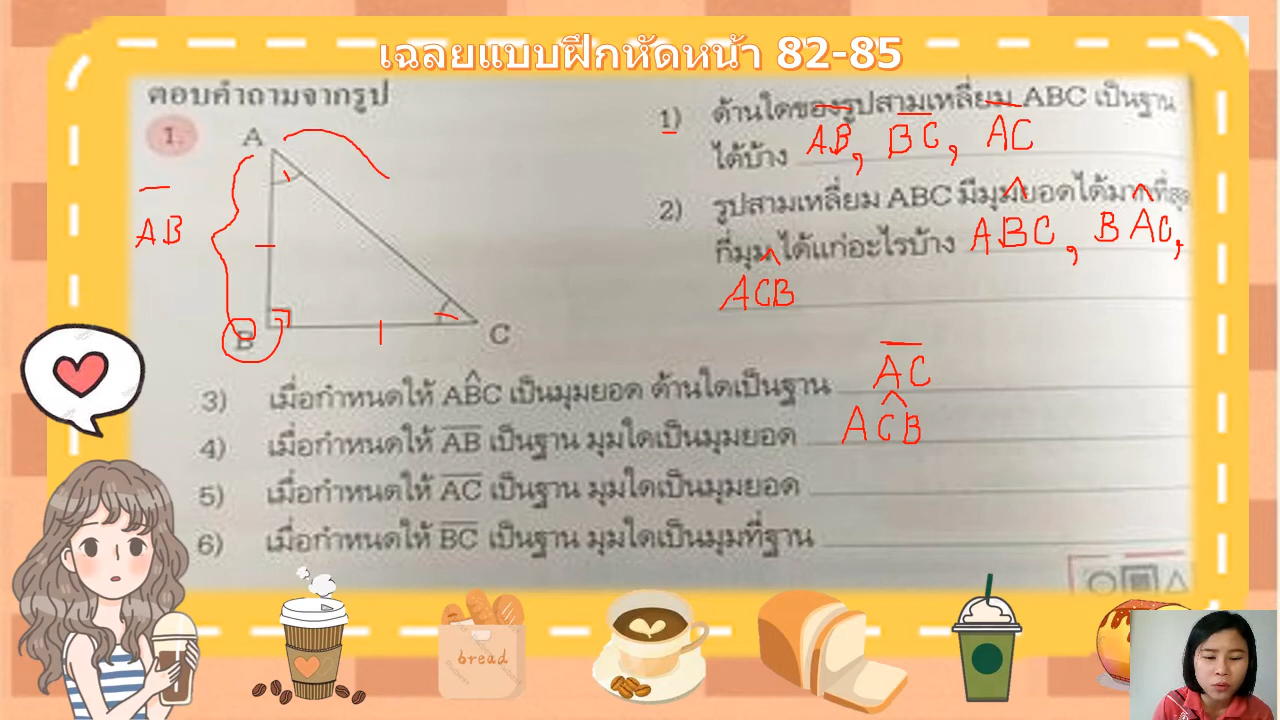 เฉลยแบบฝึกหัดหน้า 82-85
ตอบคำถามจากรูป
1.
A
B
C
AB
1) ด้านใดของรูปสามเหลี่ยม ABC เป็นฐาน
ได้บ้าง AB, BC, AC
2) รูปสามเหลี่ยม ABC มีมุมยอดได้มากที่สุด
กี่มุม ได้แก่อะไรบ้าง AB̂C, BÂC,
AĈB
3) เมื่อกำหนดให้ AB̂C เป็นมุมยอด ด้านใดเป็นฐาน AC
4) เมื่อกำหนดให้ AB เป็นฐาน มุมใดเป็นมุมยอด AĈB
5) เมื่อกำหนดให้ AC เป็นฐาน มุมใดเป็นมุมยอด
6) เมื่อกำหนดให้ BC เป็นฐาน มุมใดเป็นมุมที่ฐาน
bread